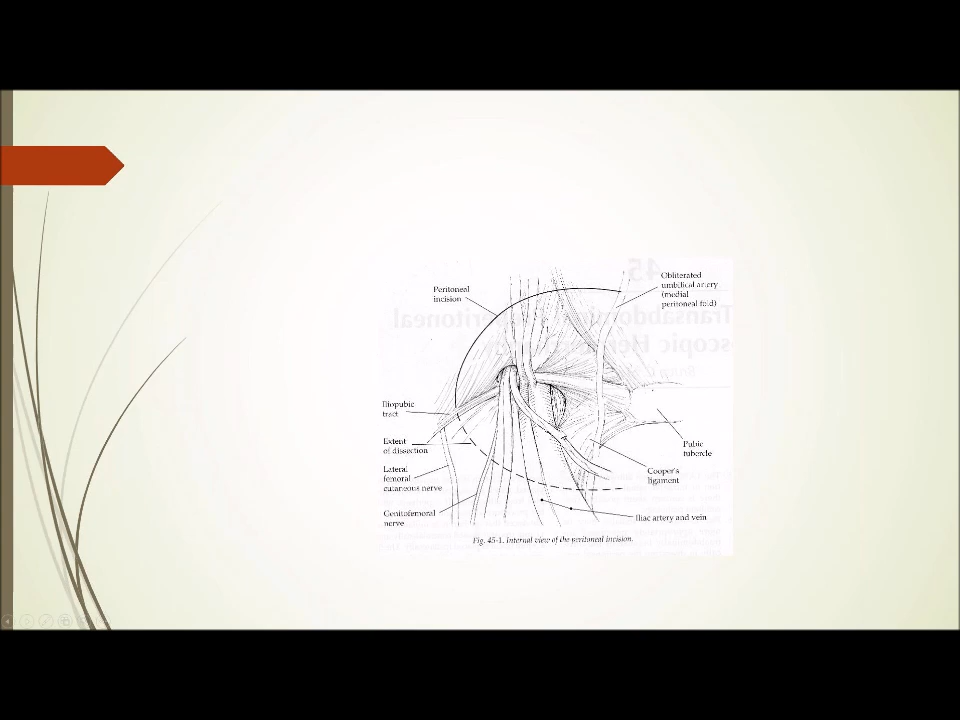 Obliterated
umbilical artery
(medial
peritoneal fold)
Peritoneal
incision
Iliopubic
tract
Extent
of dissection
Lateral
femoral
cutaneous nerve
Genitofemoral
nerve
Pubic
tubercle
Cooper's
ligament
Iliac artery and vein
Fig. 45-1. Internal view of the peritoneal incision.